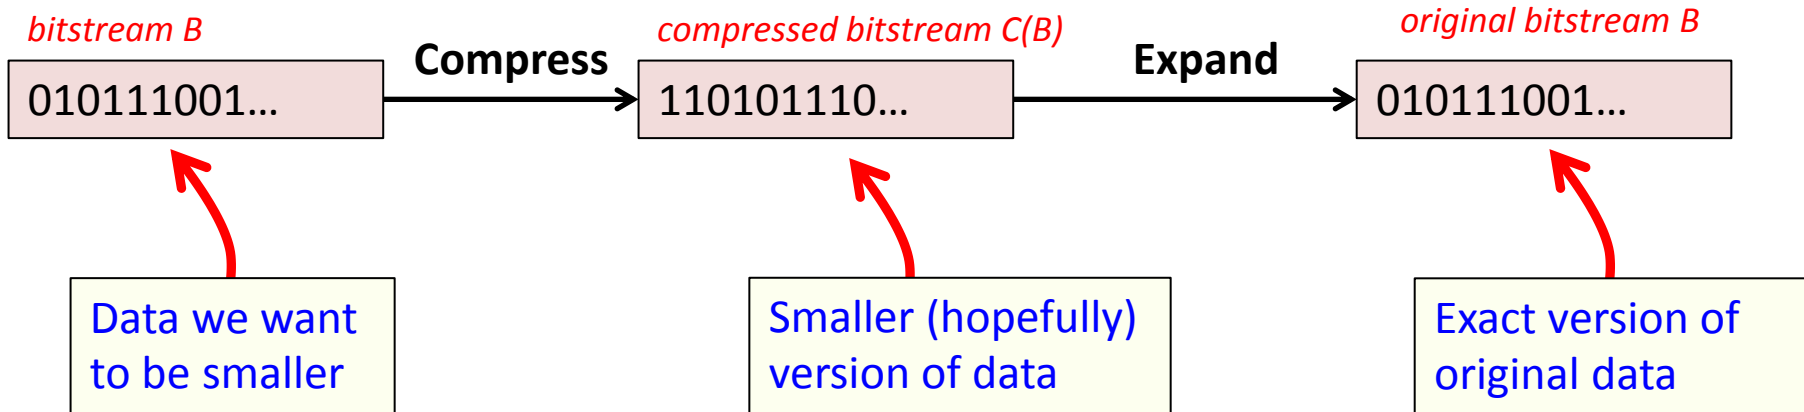 bitstream B
compressed bitstream C(B)
original bitstream B
Compress
Expand
010111001...
110101110...
010111001...
Data we want
to be smaller
Smaller (hopefully)
version of data
Exact version of
original data